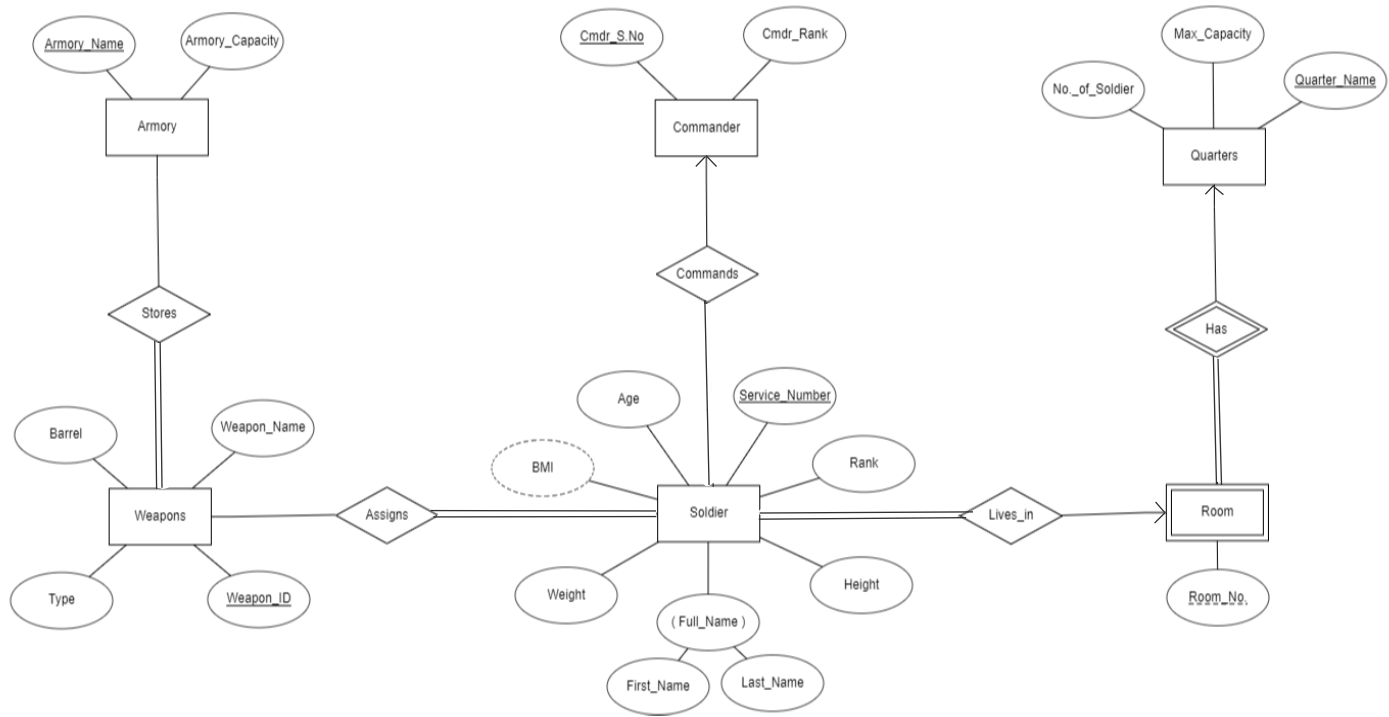 Armory_Name
Armory_Capacity
Armory
Cmdr_S.No
Cmdr_Rank
Commander
Max_Capacity
No._of_Soldier
Quarter_Name
Quarters
Stores
Commands
Has
Barrel
Weapon_Name
Weapons
Type
Weapon_ID
Assigns
Age
Service_Number
BMI
Rank
Soldier
Weight
Height
( Full_Name )
First_Name
Last_Name
Lives_in
Room
Room_No.